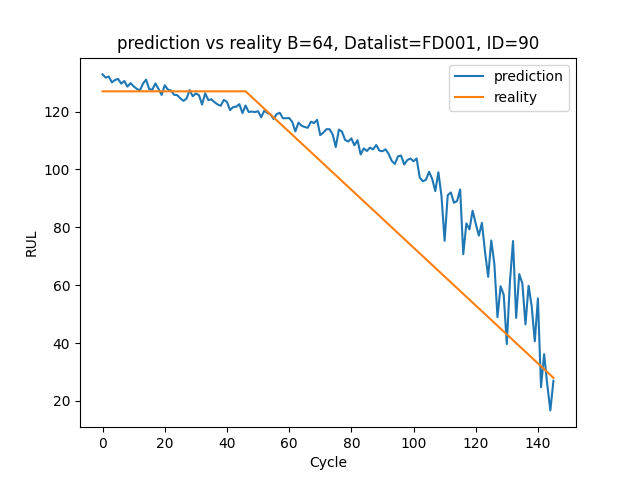 prediction vs reality B=64, Datalist=FD001, ID=90
prediction
reality
RUL
120
100
80
60
40
20
0 20 40 60 80 100 120 140
Cycle